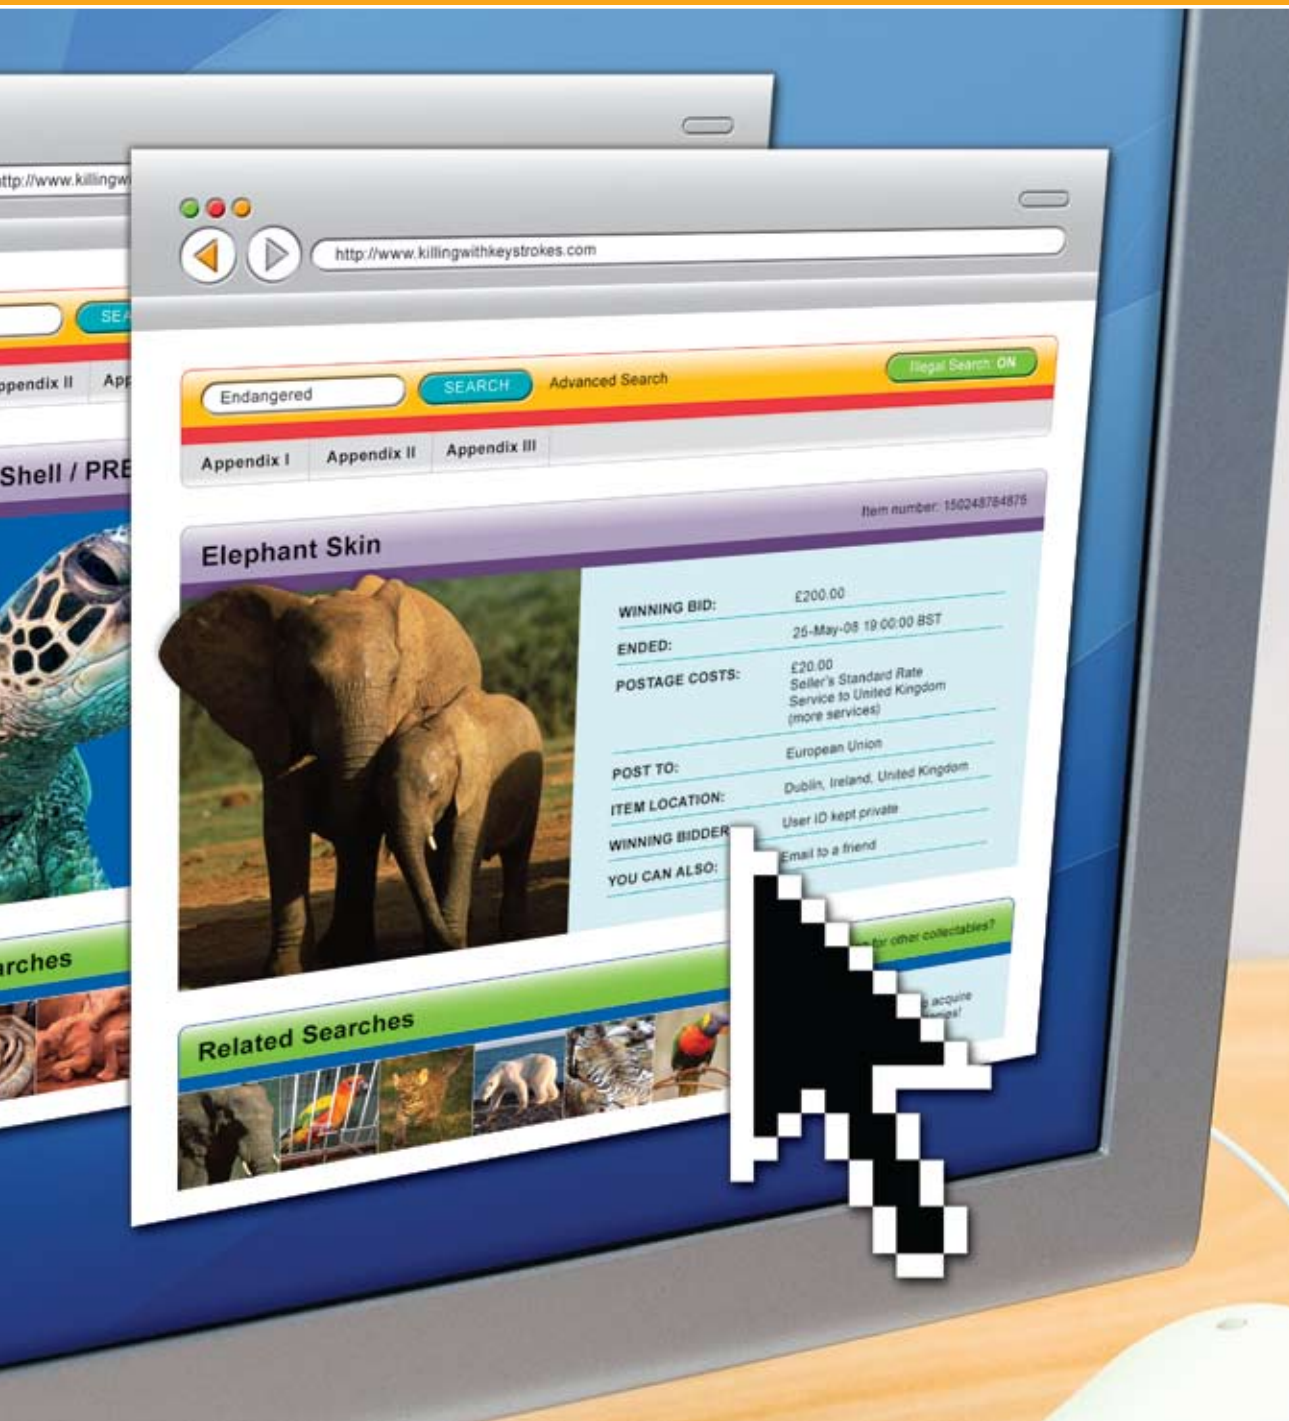 http://www.killingw
SEA
ppendix II App
Shell / PRE
arches
http://www.killingwithkeystrokes.com
Endangered
SEARCH
Advanced Search
Illegal Search: ON
Appendix I Appendix II Appendix III
Item number: 150248764876
Elephant Skin
WINNING BID: £200.00
ENDED: 25-May-08 19:00:00 BST
POSTAGE COSTS: £20.00
Seller's Standard Rate
Service to United Kingdom
(more services)
POST TO: European Union
ITEM LOCATION: Dublin, Ireland, United Kingdom
WINNING BIDDER User ID kept private
YOU CAN ALSO: Email to a friend
for other collectables?
acquire
Related Searches